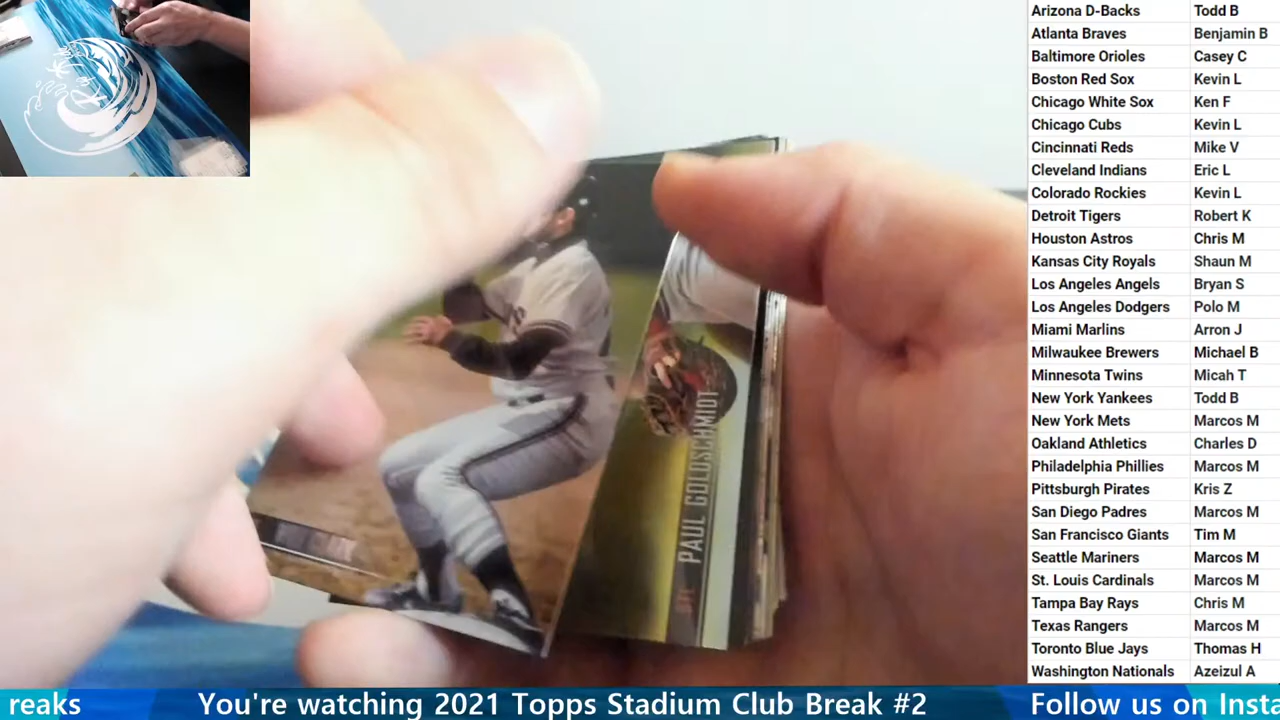 Arizona D-Backs Todd B
Atlanta Braves Benjamin B
Baltimore Orioles Casey C
Boston Red Sox Kevin L
Chicago White Sox Ken F
Chicago Cubs Kevin L
Cincinnati Reds Mike V
Cleveland Indians Eric L
Colorado Rockies Kevin L
Detroit Tigers Robert K
Houston Astros Chris M
Kansas City Royals Shaun M
Los Angeles Angels Bryan S
Los Angeles Dodgers Polo M
Miami Marlins Arron J
Milwaukee Brewers Michael B
Minnesota Twins Micah T
New York Yankees Todd B
New York Mets Marcos M
Oakland Athletics Charles D
Philadelphia Phillies Marcos M
Pittsburgh Pirates Kris Z
San Diego Padres Marcos M
San Francisco Giants Tim M
Seattle Mariners Marcos M
St. Louis Cardinals Marcos M
Tampa Bay Rays Chris M
Texas Rangers Marcos M
Toronto Blue Jays Thomas H
Washington Nationals Azeizul A
PAUL GOLDSCHMIDT
reaks You're watching 2021 Topps Stadium Club Break #2 Follow us on Insta